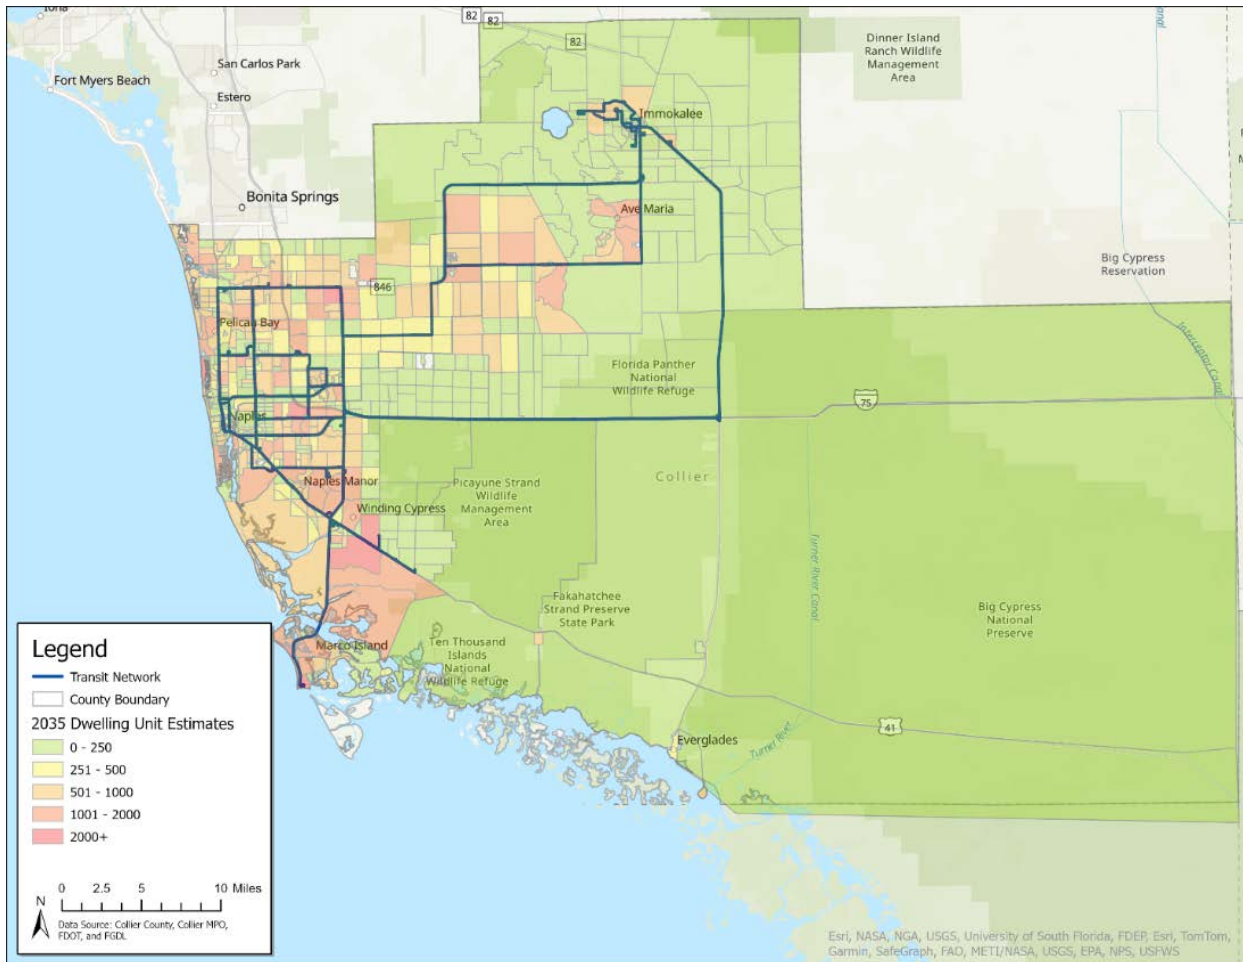 Iona
82
82
82
Dinner Island
Ranch Wildlife
Management
Area
San Carlos Park
Fort Myers Beach
Estero
Immokalee
Bonita Springs
Ave Maria
Big Cypress
Reservation
846
Pelican Bay
Interceptor Canal
Florida Panther
National
Wildlife Refuge
75
Naples
Collier
Naples Manor
Picayune Strand
Wildlife
Management
Area
Winding Cypress
Turner River Canal
Fakahatchee
Strand Preserve
State Park
Big Cypress
National
Preserve
Marco Island
Ten Thousand
Islands
National
Wildlife Refuge
Everglades
Turner River
41
Legend
Transit Network
County Boundary
2035 Dwelling Unit Estimates
0 - 250
251 - 500
501 - 1000
1001 - 2000
2000+
0 2.5 5 10 Miles
N
Data Source: Collier County, Collier MPO,
FDOT, and FGDL
Esri, NASA, NGA, USGS, University of South Florida, FDEP, Esri, TomTom,
Garmin, SafeGraph, FAO, METI/NASA, USGS, EPA, NPS, USFWS